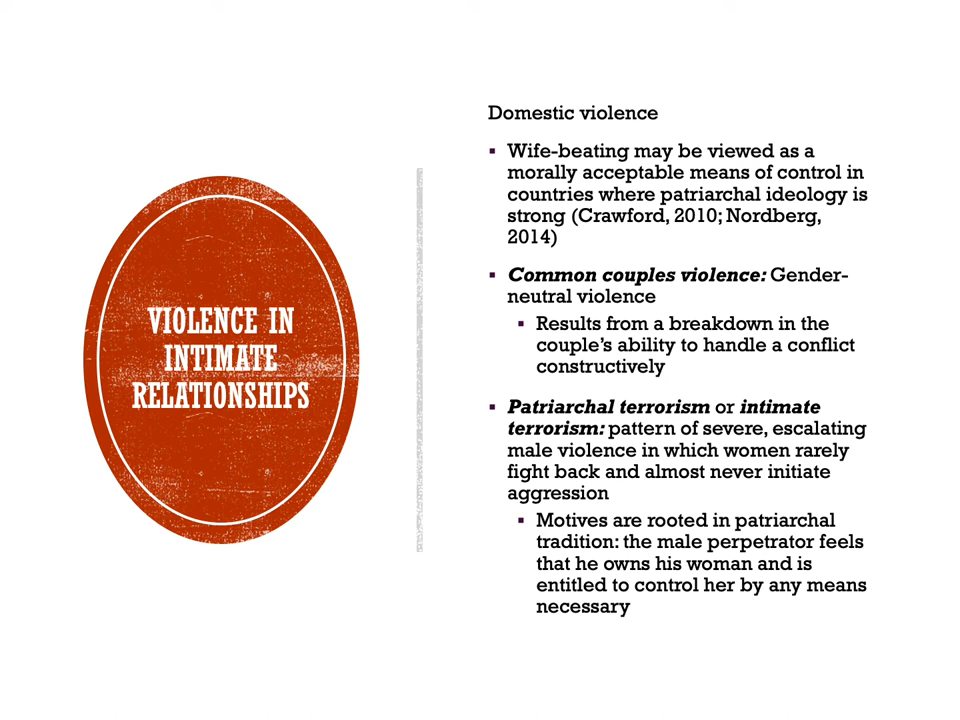 VIOLENCE IN
INTIMATE
RELATIONSHIPS
Domestic violence
▪ Wife-beating may be viewed as a
morally acceptable means of control in
countries where patriarchal ideology is
strong (Crawford, 2010; Nordberg,
2014)
▪ Common couples violence: Gender-
neutral violence
▪ Results from a breakdown in the
couple’s ability to handle a conflict
constructively
▪ Patriarchal terrorism or intimate
terrorism: pattern of severe, escalating
male violence in which women rarely
fight back and almost never initiate
aggression
▪ Motives are rooted in patriarchal
tradition: the male perpetrator feels
that he owns his woman and is
entitled to control her by any means
necessary